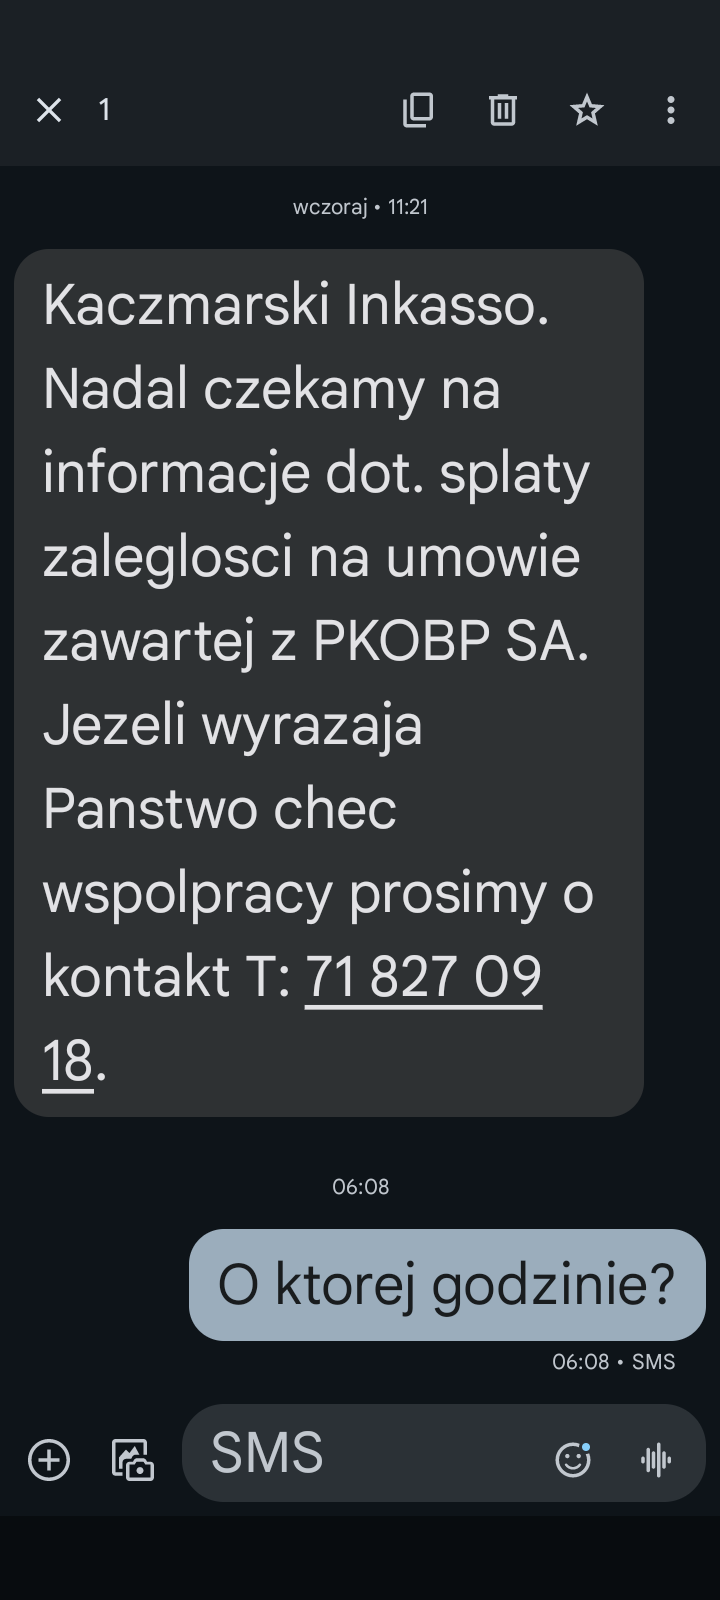 1
wczoraj • 11:21
Kaczmarski Inkasso.
Nadal czekamy na
informacje dot. splaty
zaleglosci na umowie
zawartej z PKOBP SA.
Jezeli wyrazaja
Panstwo chec
wspolpracy prosimy o
kontakt T: 71 827 09
18.
06:08
O ktorej godzinie?
06:08 • SMS
SMS